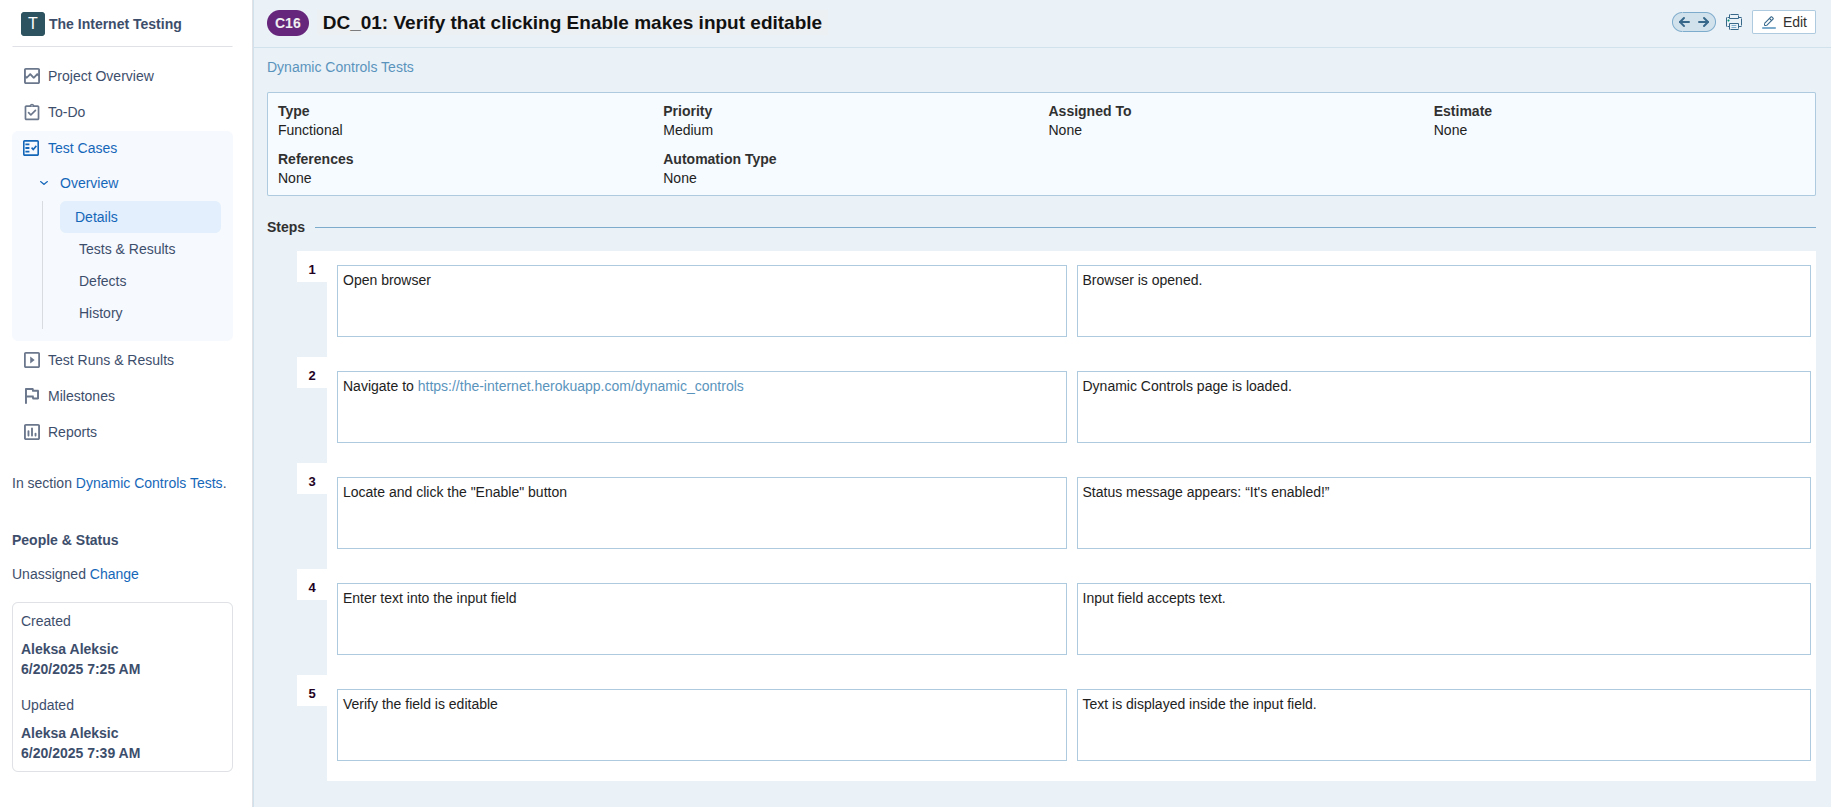 T The Internet Testing
Project Overview
To-Do
Test Cases
Overview
Details
Tests & Results
Defects
History
Test Runs & Results
Milestones
Reports
In section Dynamic Controls Tests.
People & Status
Unassigned Change
Created
Aleksa Aleksic
6/20/2025 7:25 AM
Updated
Aleksa Aleksic
6/20/2025 7:39 AM
C16 DC_01: Verify that clicking Enable makes input editable
Edit
Dynamic Controls Tests
Type Priority Assigned To Estimate
Functional Medium None None
References Automation Type
None None
Steps
1 Open browser Browser is opened.
2 Navigate to https://the-internet.herokuapp.com/dynamic_controls Dynamic Controls page is loaded.
3 Locate and click the "Enable" button Status message appears: “It's enabled!”
4 Enter text into the input field Input field accepts text.
5 Verify the field is editable Text is displayed inside the input field.